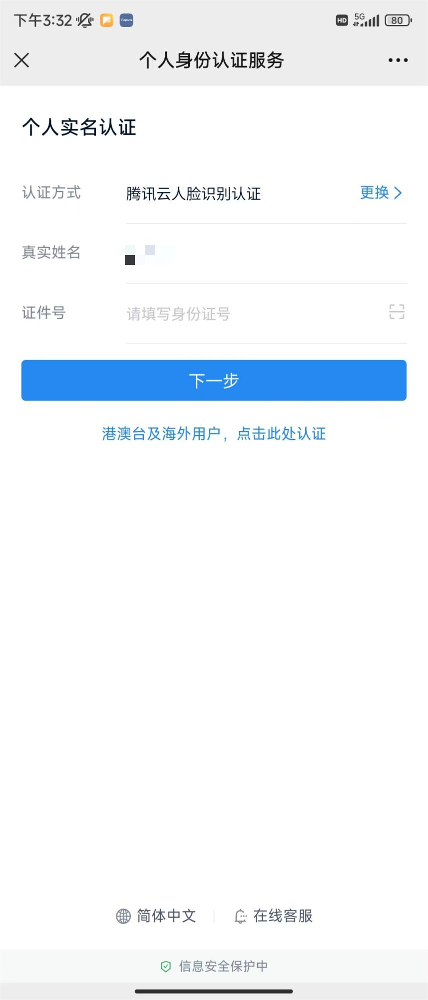 下午3:32 Aqara HD 5G 80
个人身份认证服务
个人实名认证
认证方式 腾讯云人脸识别认证 更换
真实姓名
证件号 请填写身份证号
下一步
港澳台及海外用户，点击此处认证
简体中文 在线客服
信息安全保护中